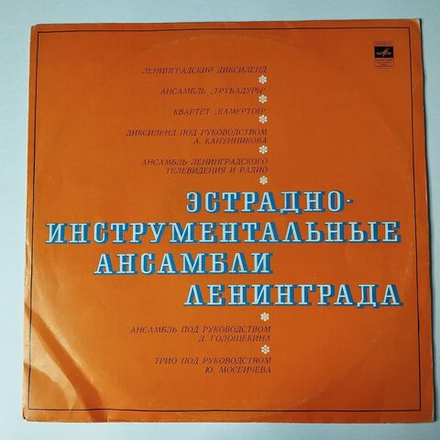 ЛЕНИНГРАДСКИЙ ДИКСИЛЕНД
АНСАМБЛЬ „ТРУБАДУРЫ"
КВАРТЕТ „КАМЕРТОН"
ДИКСИЛЕНД ПОД РУКОВОДСТВОМ
А. КАНУННИКОВА
АНСАМБЛЬ ЛЕНИНГРАДСКОГО
ТЕЛЕВИДЕНИЯ И РАДИО
ЭСТРАДНО-
ИНСТРУМЕНТАЛЬНЫЕ
АНСАМБЛИ
ЛЕНИНГРАДА
АНСАМБЛЬ ПОД РУКОВОДСТВОМ
Д. ГОЛОЩЕКИНА
ТРИО ПОД РУКОВОДСТВОМ
Ю. МОСЕИЧЕВА